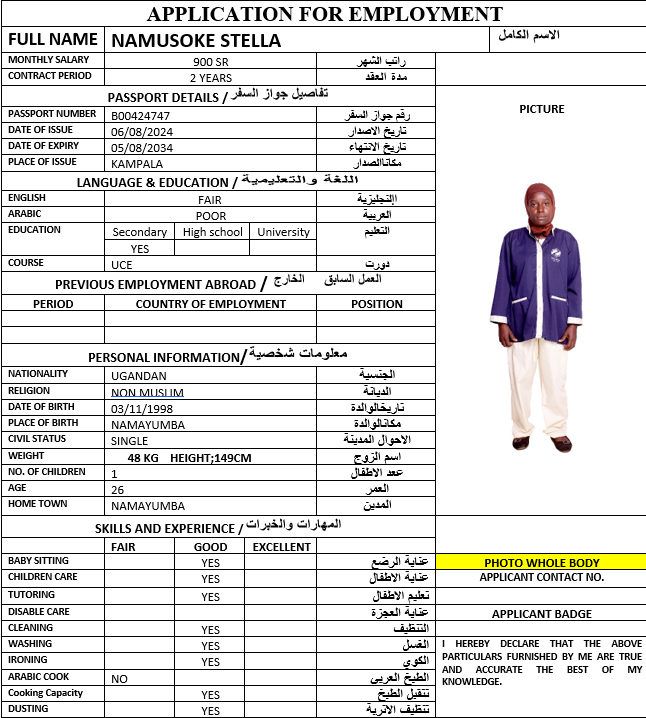 APPLICATION FOR EMPLOYMENT
FULL NAME NAMUSOKE STELLA الاسم الكامل
MONTHLY SALARY 900 SR راتب الشهر
CONTRACT PERIOD 2 YEARS مدة العقد
PASSPORT DETAILS / تفاصيل جواز السفر
PICTURE
PASSPORT NUMBER B00424747 رقم جواز السفر
DATE OF ISSUE 06/08/2024 تاريخ الاصدار
DATE OF EXPIRY 05/08/2034 تاريخ الانتهاء
PLACE OF ISSUE KAMPALA مكاناالصدار
LANGUAGE & EDUCATION / اللغة والتعليمية
ENGLISH FAIR اإلنجليزية
ARABIC POOR العربية
EDUCATION Secondary High school University التعليم
YES
COURSE UCE دورت
PREVIOUS EMPLOYMENT ABROAD / العمل السابق الخارج
PERIOD COUNTRY OF EMPLOYMENT POSITION
PERSONAL INFORMATION/ معلومات شخصية
NATIONALITY UGANDAN الجنسية
RELIGION NON MUSLIM الديانة
DATE OF BIRTH 03/11/1998 تاريخالوالدة
PLACE OF BIRTH NAMAYUMBA مكانالوالدة
CIVIL STATUS SINGLE الاحوال المدينة
WEIGHT 48 KG HEIGHT;149CM اسم الزوج
NO. OF CHILDREN 1 عدد الاطفال
AGE 26 العمر
HOME TOWN NAMAYUMBA المدين
SKILLS AND EXPERIENCE / المهارات والخبرات
FAIR GOOD EXCELLENT
BABY SITTING YES عناية الرضع
PHOTO WHOLE BODY
CHILDREN CARE YES عناية الاطفال
APPLICANT CONTACT NO.
TUTORING YES تعليم الاطفال
DISABLE CARE عناية العجزة
APPLICANT BADGE
CLEANING YES التنظيف
WASHING YES الغسل
IRONING YES الكوي
ARABIC COOK NO الطبخ العربى
Cooking Capacity YES تتقبل الطبخ
DUSTING YES تنظيف الاتربة
I HEREBY DECLARE THAT THE ABOVE
PARTICULARS FURNISHED BY ME ARE TRUE
AND ACCURATE THE BEST OF MY
KNOWLEDGE.